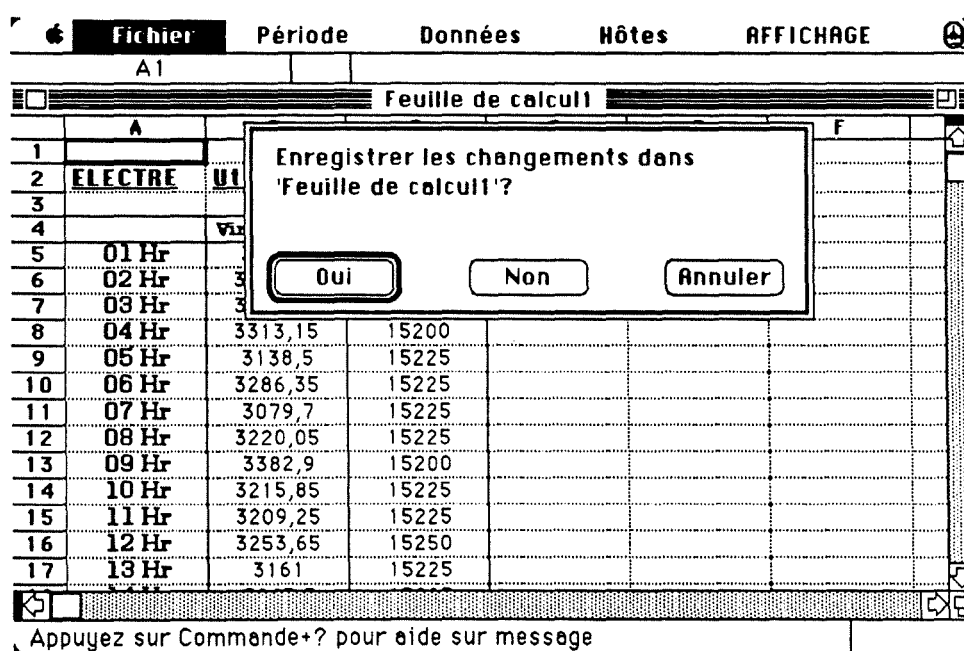 Fichier Période Données Hôtes AFFICHAGE
A1
Feuille de calcul1
A F
1
2 ELECTRE
3
4
5 01 Hr
6 02 Hr
7 03 Hr
8 04 Hr 3313,15 15200
9 05 Hr 3138,5 15225
10 06 Hr 3286,35 15225
11 07 Hr 3079,7 15225
12 08 Hr 3220,05 15225
13 09 Hr 3382,9 15200
14 10 Hr 3215,85 15225
15 11 Hr 3209,25 15225
16 12 Hr 3253,65 15250
17 13 Hr 3161 15225
Enregistrer les changements dans
'Feuille de calcul1'?
Oui Non Annuler
Appuyez sur Commande+? pour aide sur message